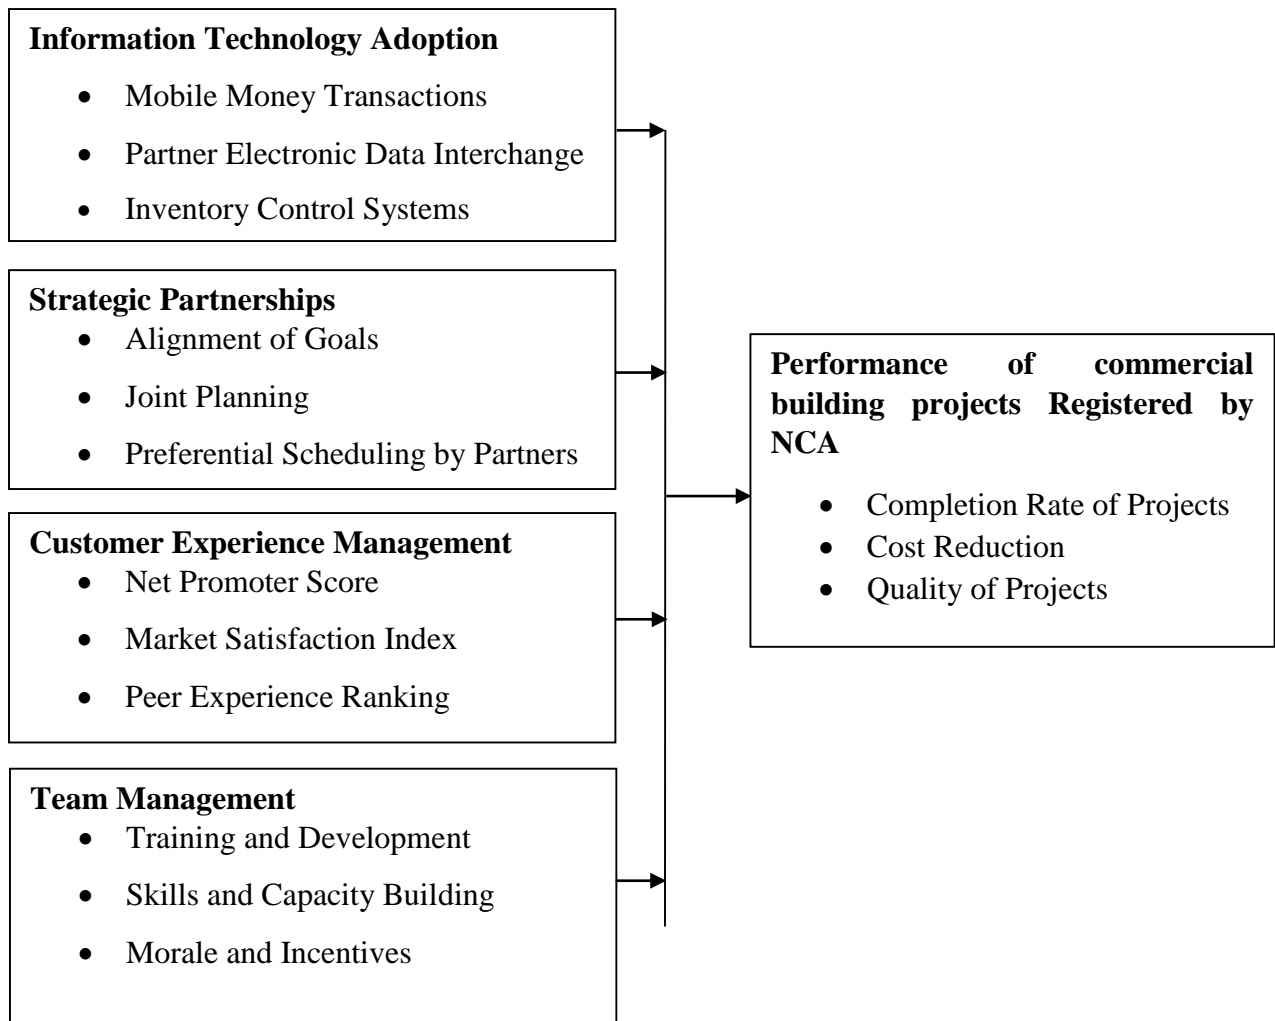 Information Technology Adoption
• Mobile Money Transactions
• Partner Electronic Data Interchange
• Inventory Control Systems
Strategic Partnerships
• Alignment of Goals
• Joint Planning
• Preferential Scheduling by Partners
Customer Experience Management
• Net Promoter Score
• Market Satisfaction Index
• Peer Experience Ranking
Team Management
• Training and Development
• Skills and Capacity Building
• Morale and Incentives
Performance of commercial
building projects Registered by
NCA
• Completion Rate of Projects
• Cost Reduction
• Quality of Projects